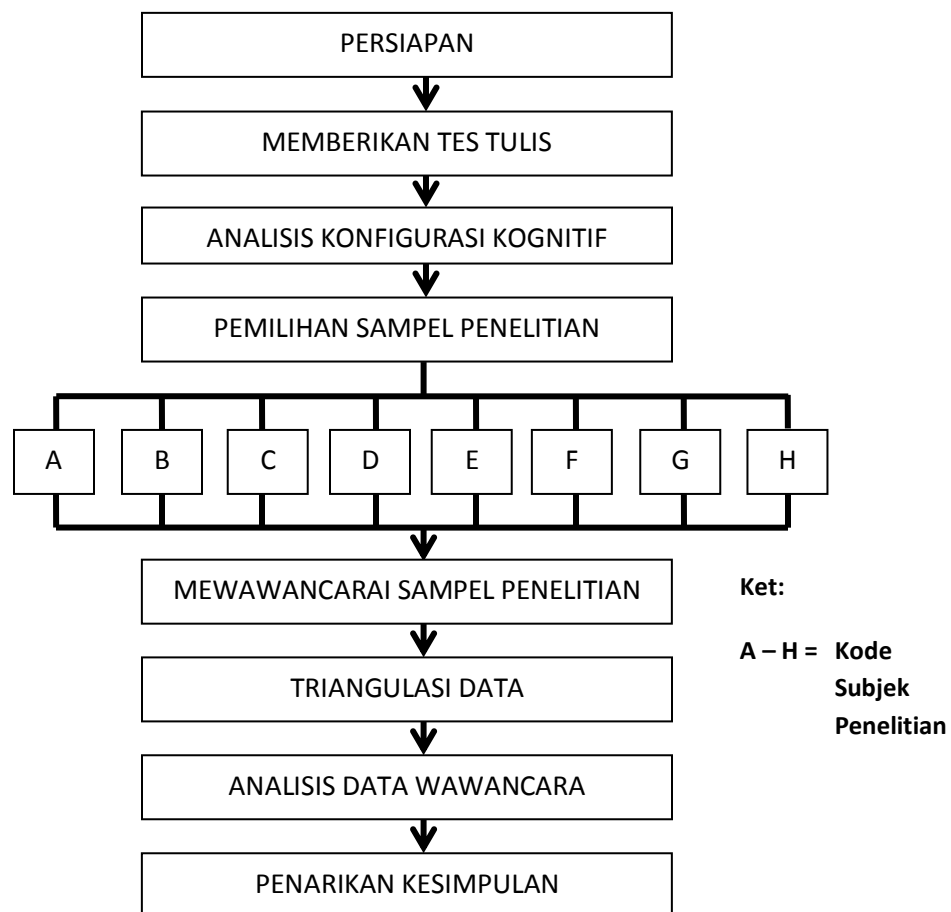 PERSIAPAN
MEMBERIKAN TES TULIS
ANALISIS KONFIGURASI KOGNITIF
PEMILIHAN SAMPEL PENELITIAN
A B C D E F G H
MEWAWANCARAI SAMPEL PENELITIAN
Ket:
A – H = Kode
Subjek
Penelitian
TRIANGULASI DATA
ANALISIS DATA WAWANCARA
PENARIKAN KESIMPULAN